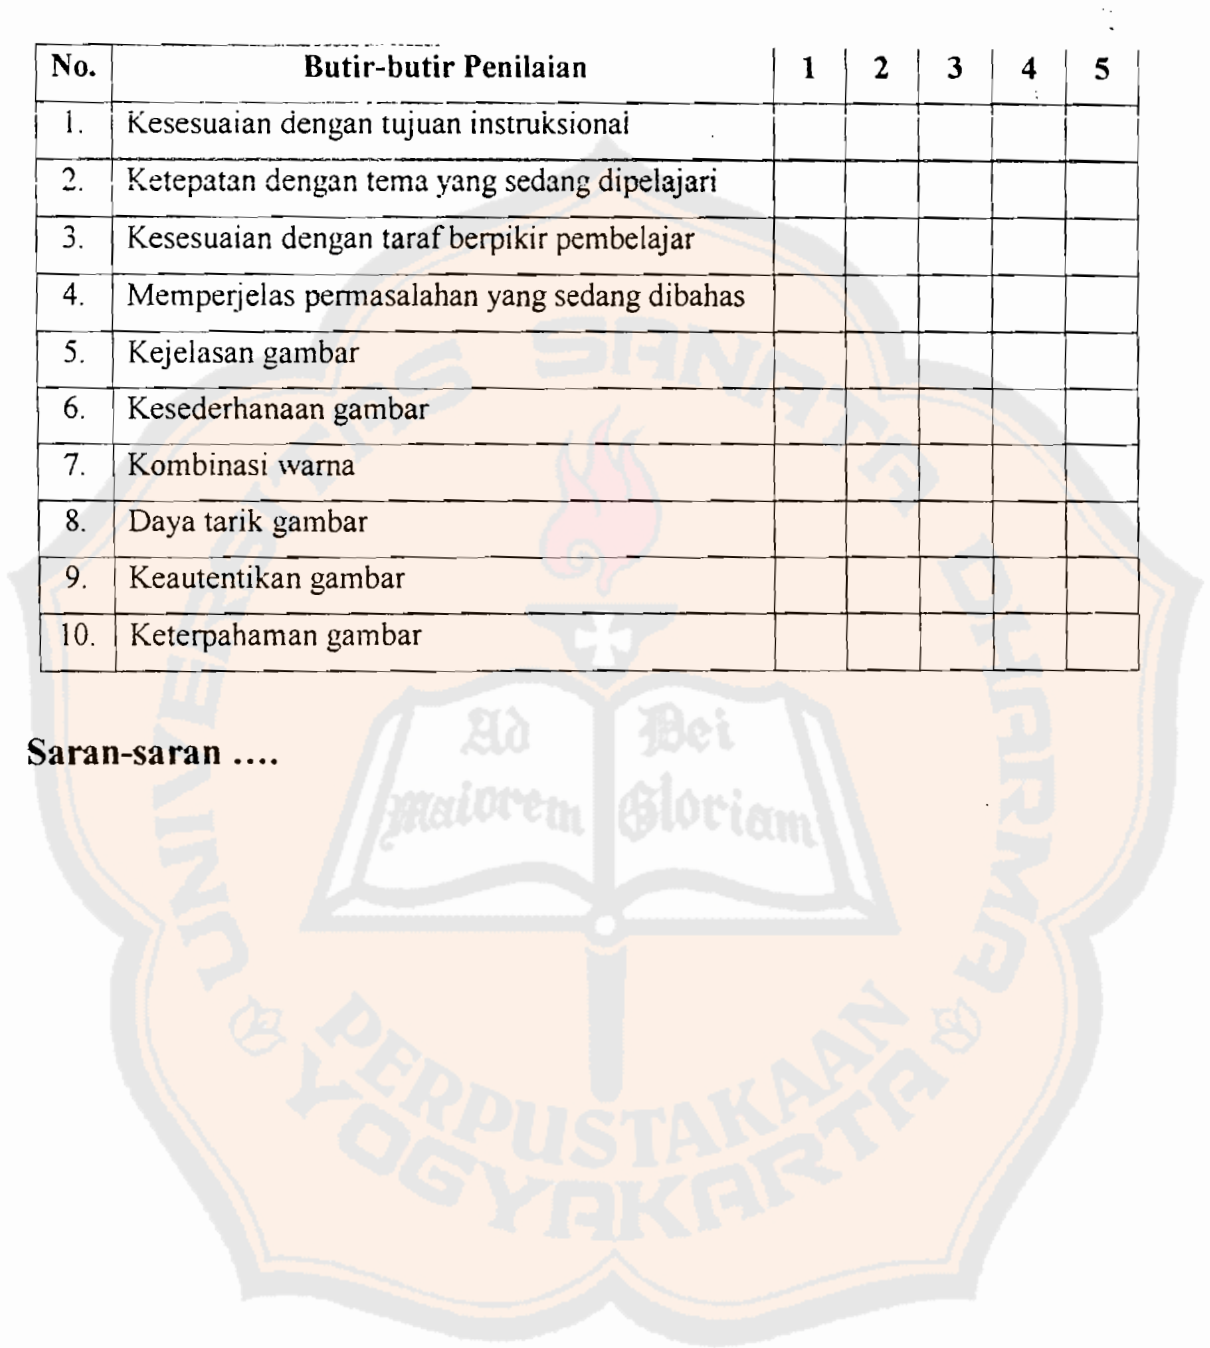 No. Butir-butir Penilaian 1 2 3 4 5
1. Kesesuaian dengan tujuan instruksional
2. Ketepatan dengan tema yang sedang dipelajari
3. Kesesuaian dengan taraf berpikir pembelajar
4. Memperjelas permasalahan yang sedang dibahas
5. Kejelasan gambar
6. Kesederhanaan gambar
7. Kombinasi warna
8. Daya tarik gambar
9. Keautentikan gambar
10. Keterpahaman gambar
Saran-saran ....
UNIVERSITAS SANATA DHARMA
Ad Dei
maiorem Gloriam
PERPUSTAKAAN
YOGYAKARTA